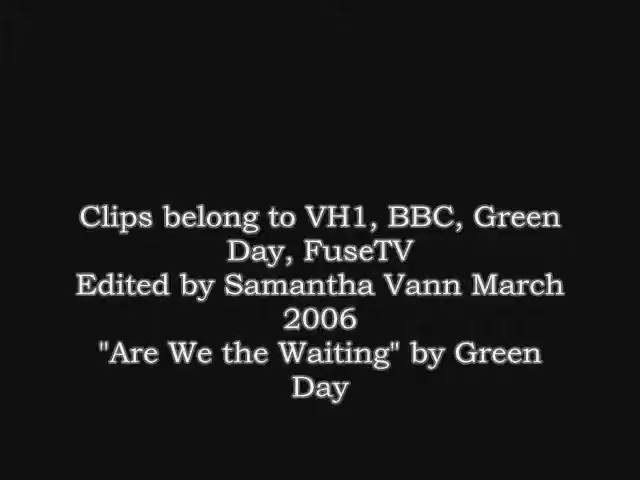 Clips belong to VH1, BBC, Green
Day, FuseTV
Edited by Samantha Vann March
2006
"Are We the Waiting" by Green
Day